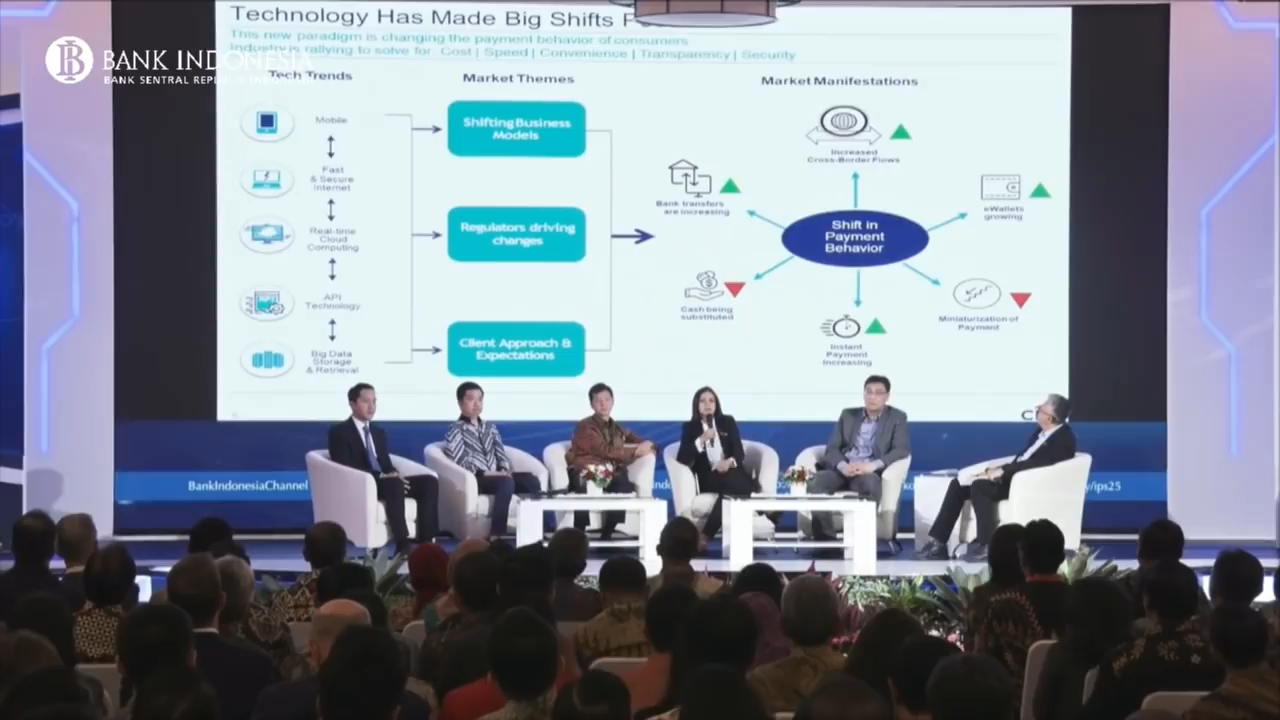 Technology Has Made Big Shifts
This new paradigm is changing the payment behavior of consumers
Industry is rallying to solve for Cost | Speed | Convenience | Transparency | Security
BANK INDONESIA
BANK SENTRAL REPUBLIK INDONESIA
Tech Trends
Market Themes
Market Manifestations
Mobile
Fast
& Secure
Internet
Real-time
Cloud
Computing
API
Technology
Big Data
Storage
& Retrieval
Shifting Business
Models
Regulators driving
changes
Client Approach &
Expectations
Increased
Cross-Border Flows
Bank transfers
are increasing
eWallets
growing
Shift in
Payment
Behavior
Cash being
substituted
Miniaturization of
Payment
Instant
Payment
Increasing
BankIndonesiaChannel
/ips25